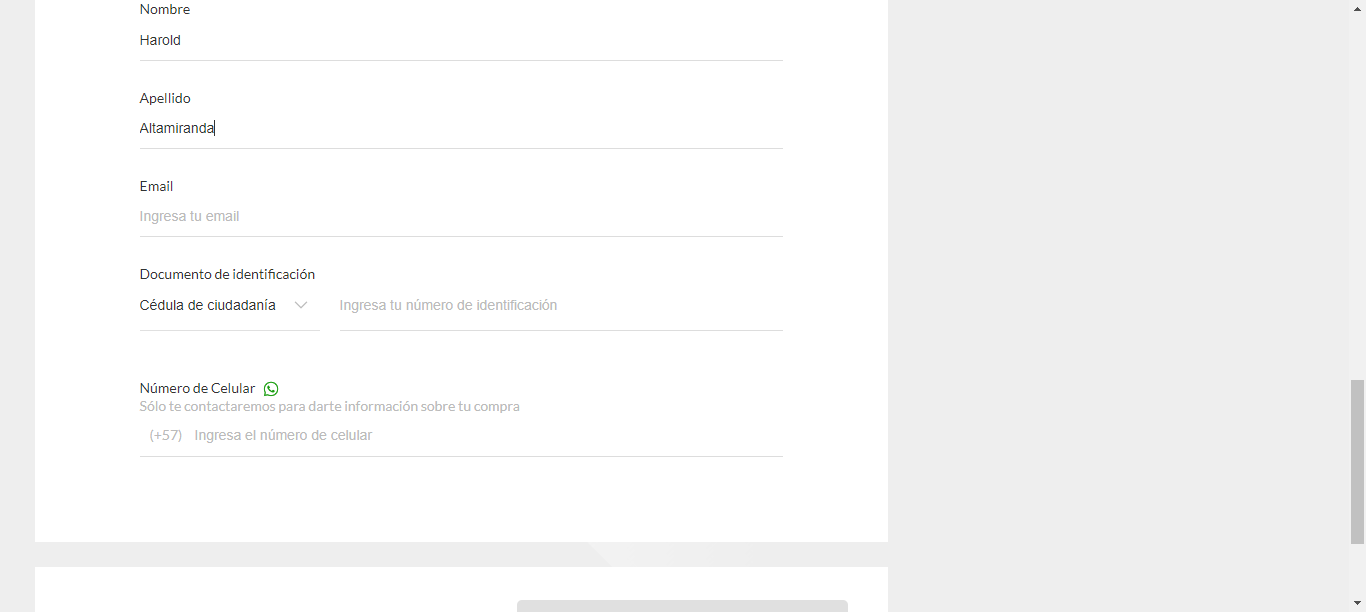 Nombre
Harold
Apellido
Altamiranda
Email
Ingresa tu email
Documento de identificación
Cédula de ciudadanía Ingresa tu número de identificación
Número de Celular
Sólo te contactaremos para darte información sobre tu compra
(+57) Ingresa el número de celular